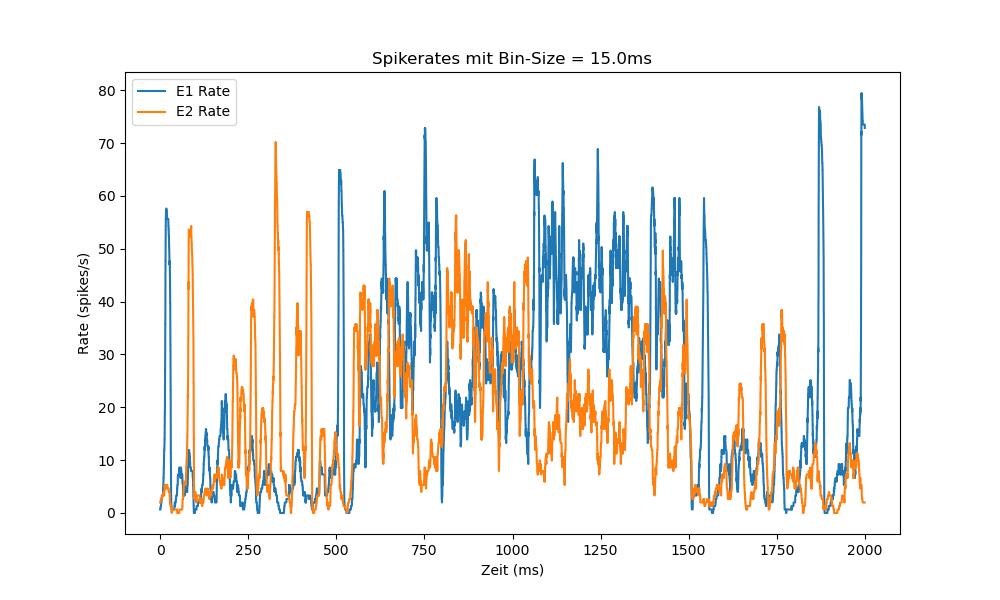 Spikerates mit Bin-Size = 15.0ms
E1 Rate
E2 Rate
80
70
60
50
40
30
20
10
0
Rate (spikes/s)
0 250 500 750 1000 1250 1500 1750 2000
Zeit (ms)